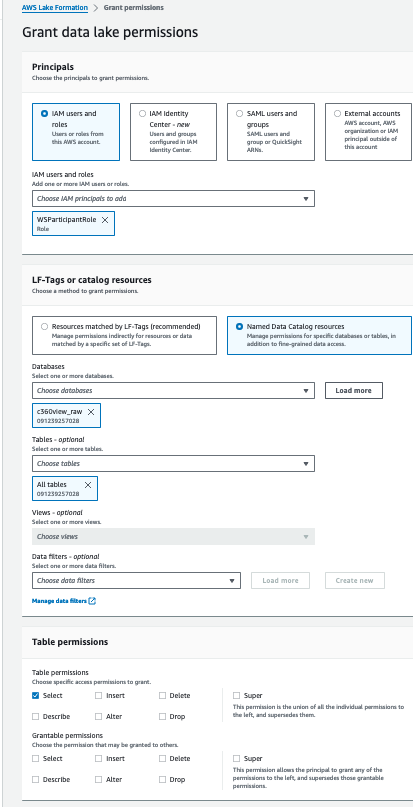 AWS Lake Formation > Grant permissions
Grant data lake permissions
Principals
Choose the principals to grant permissions.
IAM users and
roles
Users or roles from
this AWS account.
IAM Identity
Center - new
Users and groups
configured in IAM
Identity Center.
SAML users and
groups
SAML users and
group or QuickSight
ARNs.
External accounts
AWS account, AWS
organization or IAM
principal outside of
this account
IAM users and roles
Add one or more IAM users or roles.
Choose IAM principals to add
WSParticipantRole
Role
LF-Tags or catalog resources
Choose a method to grant permissions.
Resources matched by LF-Tags (recommended)
Manage permissions indirectly for resources or data
matched by a specific set of LF-Tags.
Named Data Catalog resources
Manage permissions for specific databases or tables, in
addition to fine-grained data access.
Databases
Select one or more databases.
Choose databases
Load more
c360view_raw
091239257028
Tables - optional
Select one or more tables.
Choose tables
All tables
091239257028
Views - optional
Select one or more views.
Choose views
Data filters - optional
Select one or more data filters.
Choose data filters
Load more
Create new
Manage data filters
Table permissions
Table permissions
Choose specific access permissions to grant.
Select Insert Delete
Describe Alter Drop
Super
This permission is the union of all the individual permissions to
the left, and supersedes them.
Grantable permissions
Choose the permission that may be granted to others.
Select Insert Delete
Describe Alter Drop
Super
This permission allows the principal to grant any of the
permissions to the left, and supersedes those grantable
permissions.